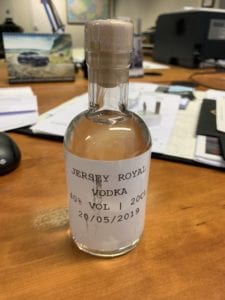 JERSEY ROYAL
VODKA
40% VOL | 20CL
20/05/2019